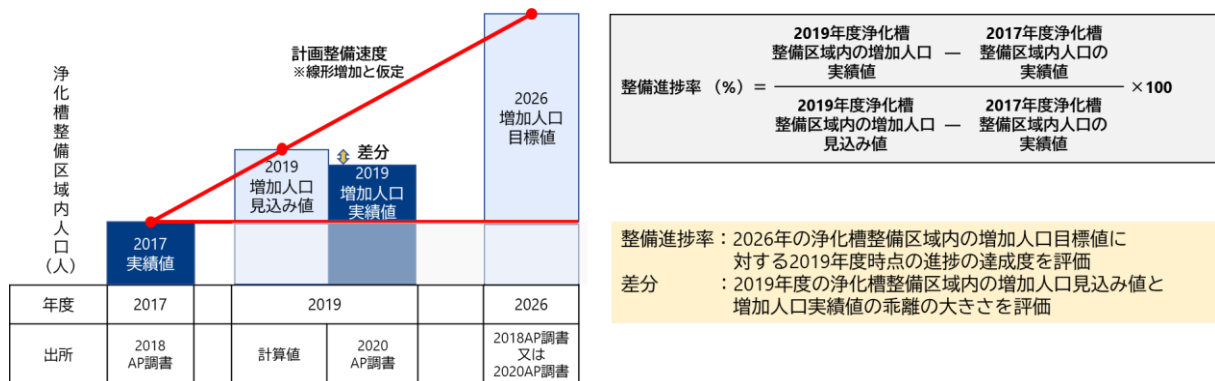 浄化槽整備区域内人口(人)
計画整備速度
※線形増加と仮定
2017
実績値
2019
増加人口
見込み値
差分
2019
増加人口
実績値
2026
増加人口
目標値
年度
2017
2019
2026
出所
2018
AP調書
計算値
2020
AP調書
2018AP調書
又は
2020AP調書
整備進捗率 (%) =
2019年度浄化槽
整備区域内の増加人口
実績値
—
2017年度浄化槽
整備区域内人口の
実績値
2019年度浄化槽
整備区域内の増加人口
見込み値
—
2017年度浄化槽
整備区域内人口の
実績値
×100
整備進捗率:2026年の浄化槽整備区域内の増加人口目標値に
対する2019年度時点の進捗の達成度を評価
差分 :2019年度の浄化槽整備区域内の増加人口見込み値と
増加人口実績値の乖離の大きさを評価